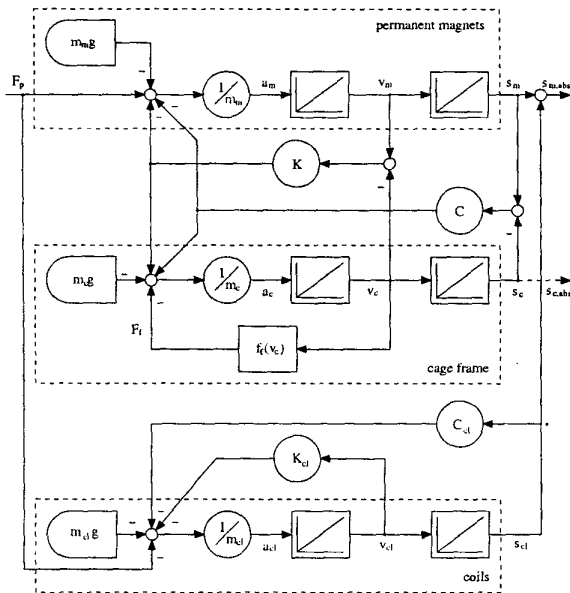 permanent magnets
m_m g
F_p
1/m_m
a_m
v_m
s_m
s_m,abs
K
C
m_c g
1/m_c
a_c
v_c
s_c
s_c,abs
F_f
f_f(v_c)
cage frame
C_cl
K_cl
m_cl g
1/m_cl
a_cl
v_cl
s_cl
coils